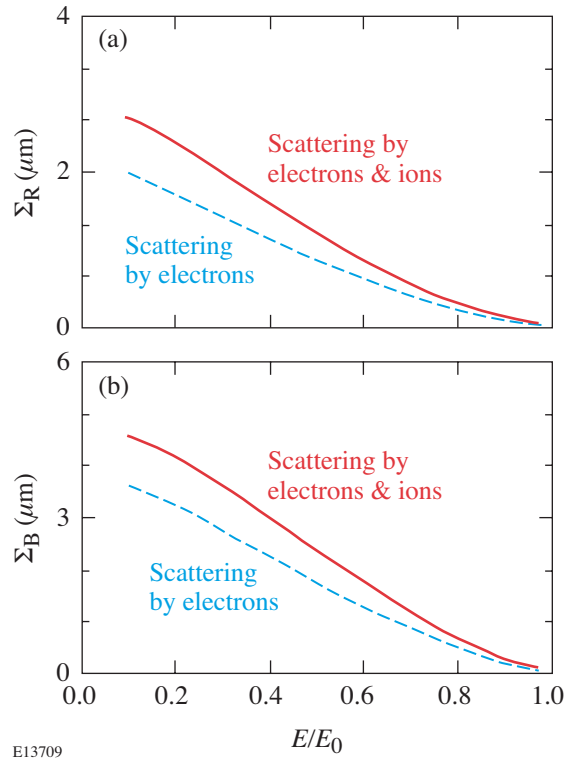 (a)
4
2
0
Σ_R (μm)
Scattering by
electrons & ions
Scattering
by electrons
(b)
6
3
0
Σ_B (μm)
Scattering by
electrons & ions
Scattering
by electrons
0.0 0.2 0.4 0.6 0.8 1.0
E/E₀
E13709